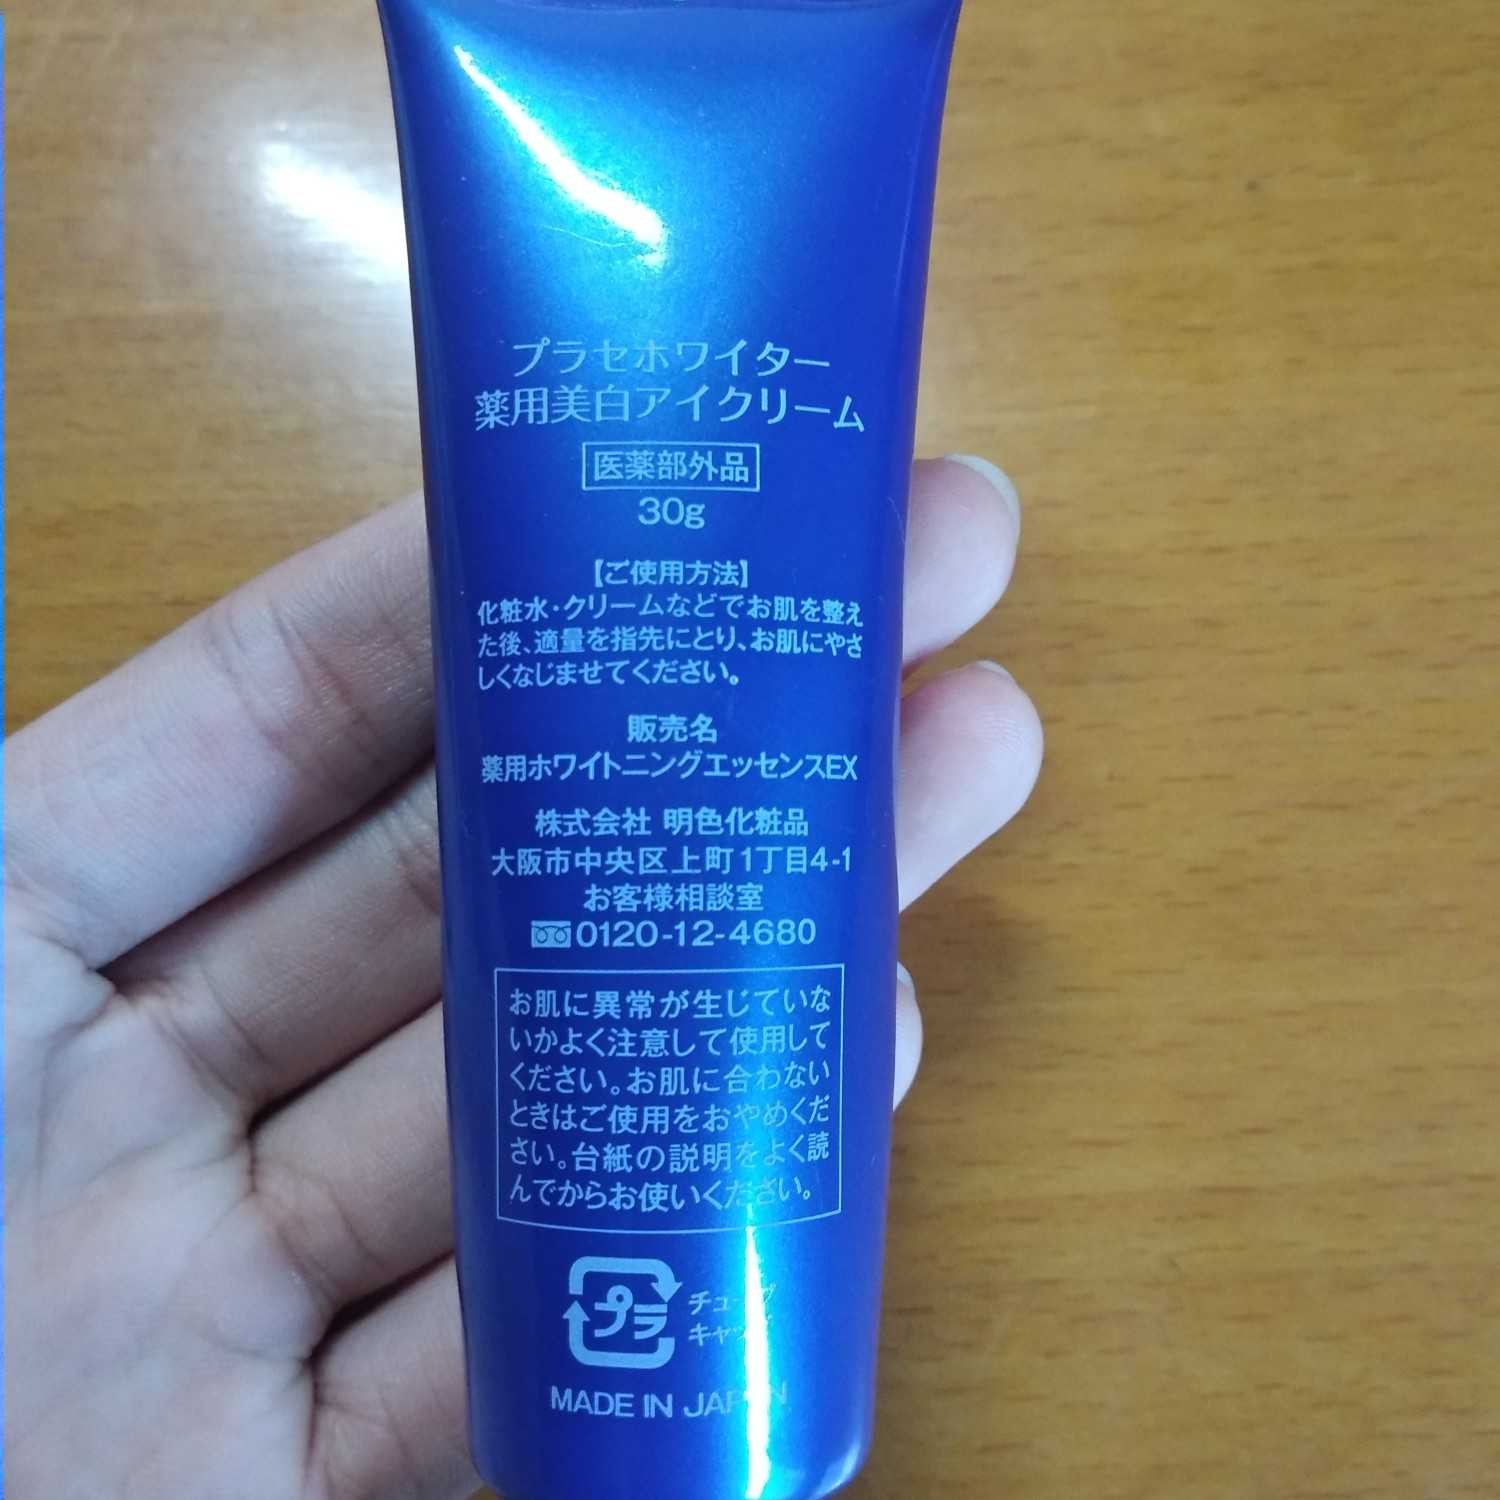 プラセホワイター
薬用美白アイクリーム
医薬部外品
30g
【ご使用方法】
化粧水・クリームなどでお肌を整え
た後、適量を指先にとり、お肌にやさ
しくなじませてください。
販売名
薬用ホワイトニングエッセンスEX
株式会社 明色化粧品
大阪市中央区上町1丁目4-1
お客様相談室
0120-12-4680
お肌に異常が生じていな
いかよく注意して使用して
ください。お肌に合わない
ときはご使用をおやめくだ
さい。台紙の説明をよく読
んでからお使いください。
プラ
チューブ
キャップ
MADE IN JAPAN